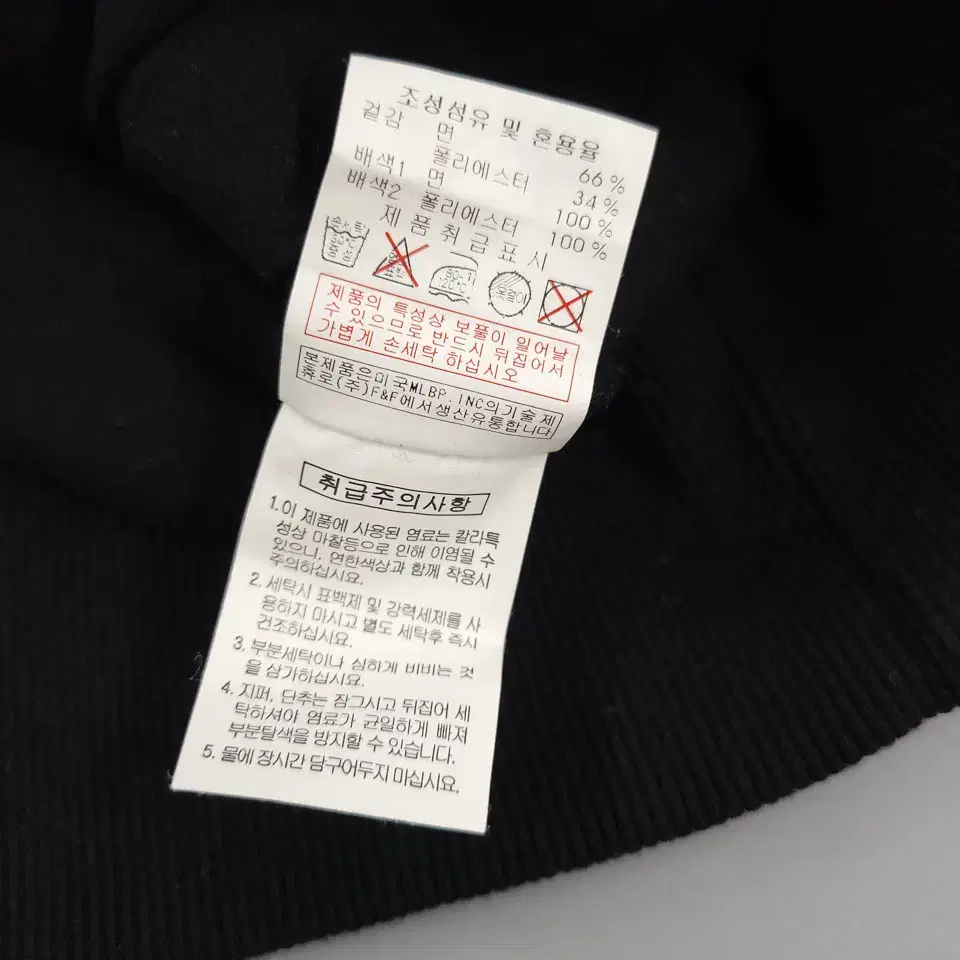 조성섬유 및 혼용율
겉감 면 66%
폴리에스터 34%
배색1 면 100%
배색2 폴리에스터 100%
제품취급표시
손세탁
표백
80-120℃
옷걸이
제품의 특성상 보풀이 일어날
수 있으므로 반드시 뒤집어서
가볍게 손세탁 하십시오
본제품은미국MLBP.INC의기술제
휴로(주)F&F에서생산유통합니다
취급주의사항
1.이 제품에 사용된 염료는 칼라특
성상 마찰등으로 인해 이염될 수
있으니, 연한색상과 함께 착용시
주의하십시요.
2. 세탁시 표백제 및 강력세제를 사
용하지 마시고 별도 세탁후 즉시
건조하십시요.
3. 부분세탁이나 심하게 비비는 것
을 삼가하십시요.
4. 지퍼, 단추는 잠그시고 뒤집어 세
탁하셔야 염료가 균일하게 빠져
부분탈색을 방지할 수 있습니다.
5. 물에 장시간 담구어두지 마십시요.